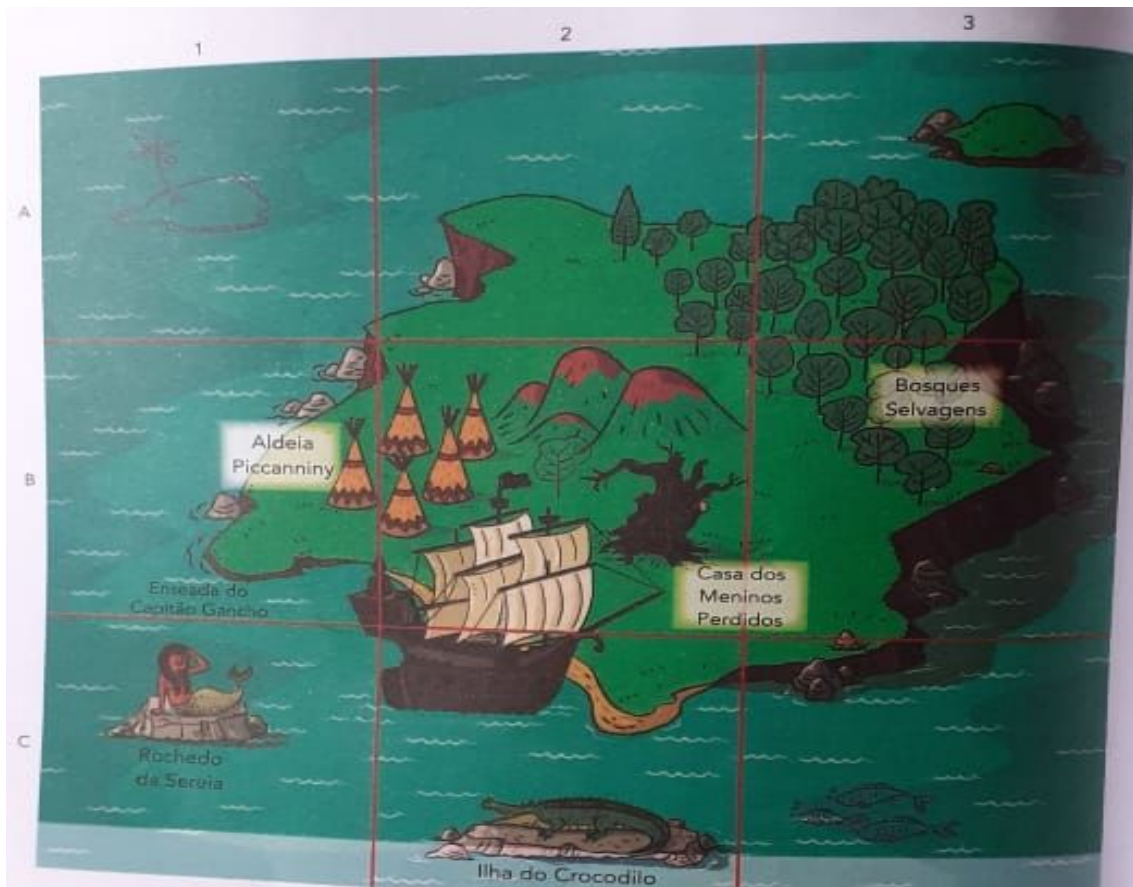 1
2
3
A
B
C
Aldeia
Piccanniny
Bosques
Selvagens
Enseada do
Capitão Gancho
Casa dos
Meninos
Perdidos
Rochedo
da Sereia
Ilha do Crocodilo